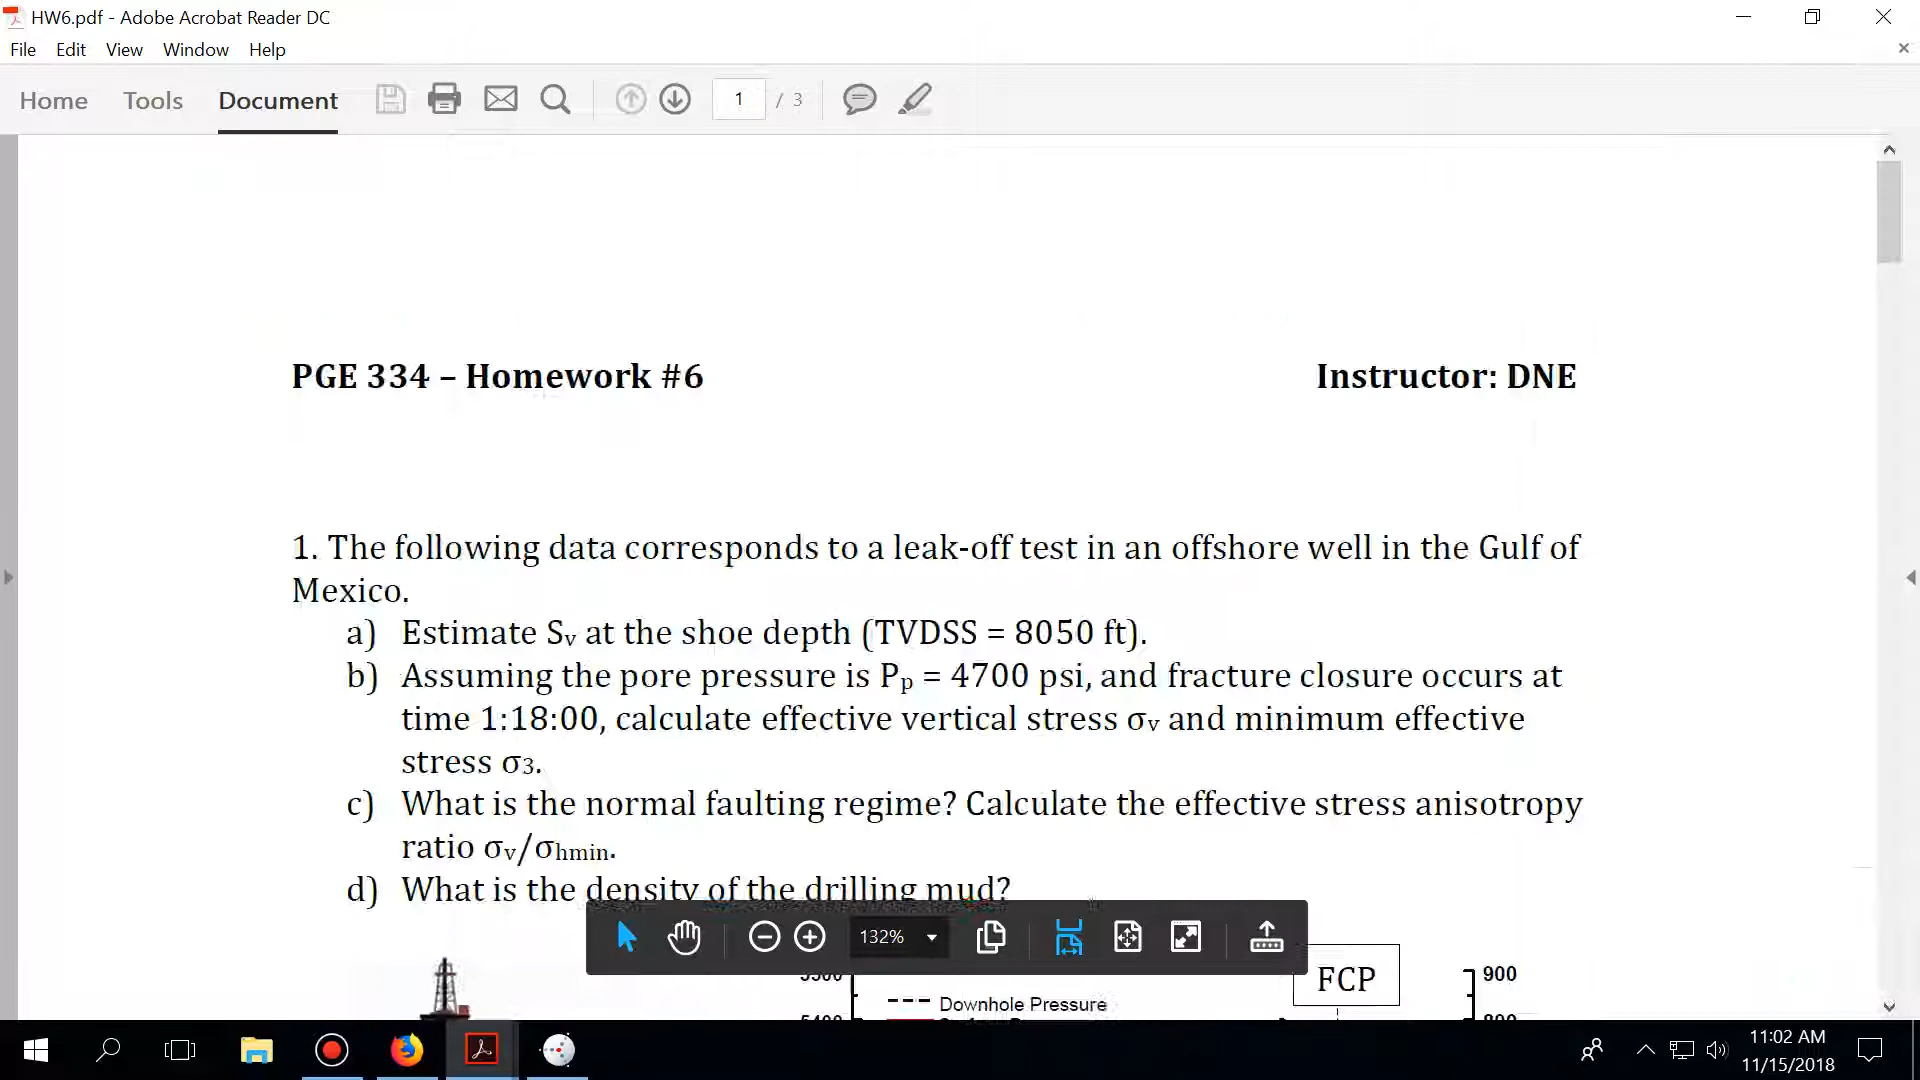 HW6.pdf - Adobe Acrobat Reader DC
File Edit View Window Help
Home Tools Document 1 / 3
PGE 334 – Homework #6 Instructor: DNE
1. The following data corresponds to a leak-off test in an offshore well in the Gulf of
Mexico.
a) Estimate Sv at the shoe depth (TVDSS = 8050 ft).
b) Assuming the pore pressure is Pp = 4700 psi, and fracture closure occurs at
time 1:18:00, calculate effective vertical stress σv and minimum effective
stress σ3.
c) What is the normal faulting regime? Calculate the effective stress anisotropy
ratio σv/σhmin.
d) What is the density of the drilling mud?
132%
FCP 900
Downhole Pressure
11:02 AM
11/15/2018